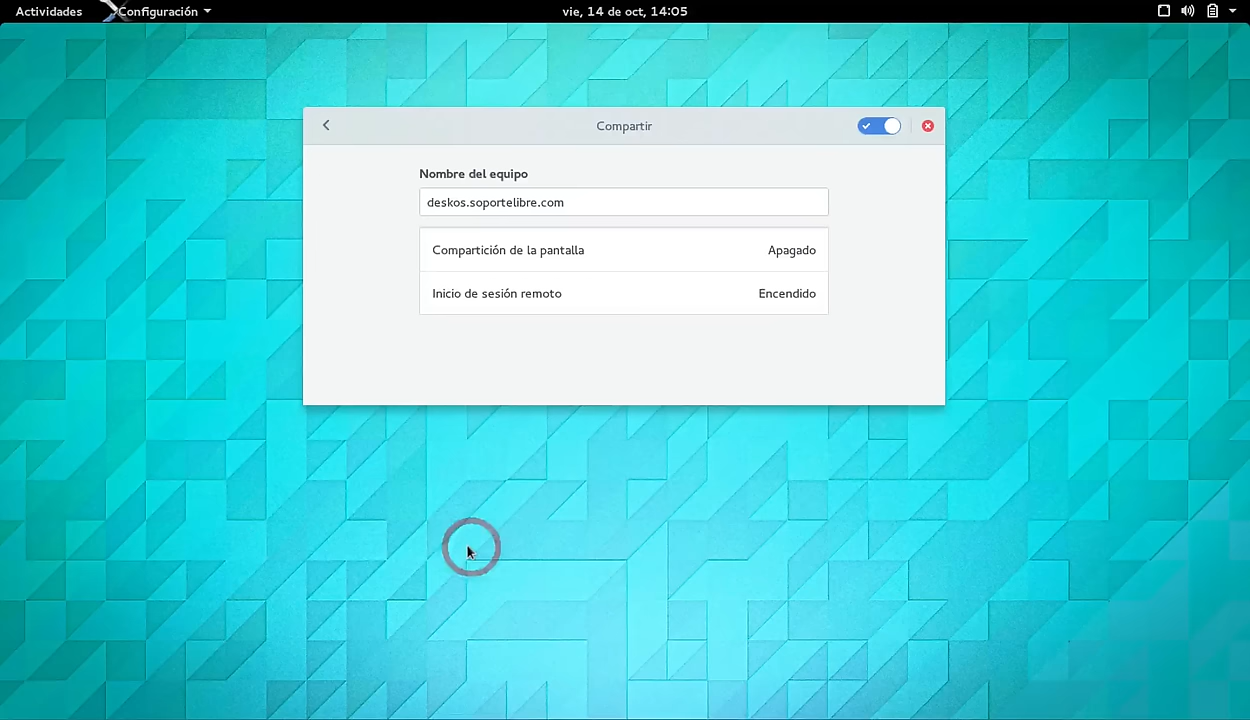 Actividades Configuración vie, 14 de oct, 14:05
Compartir
Nombre del equipo
deskos.soportelibre.com
Compartición de la pantalla Apagado
Inicio de sesión remoto Encendido